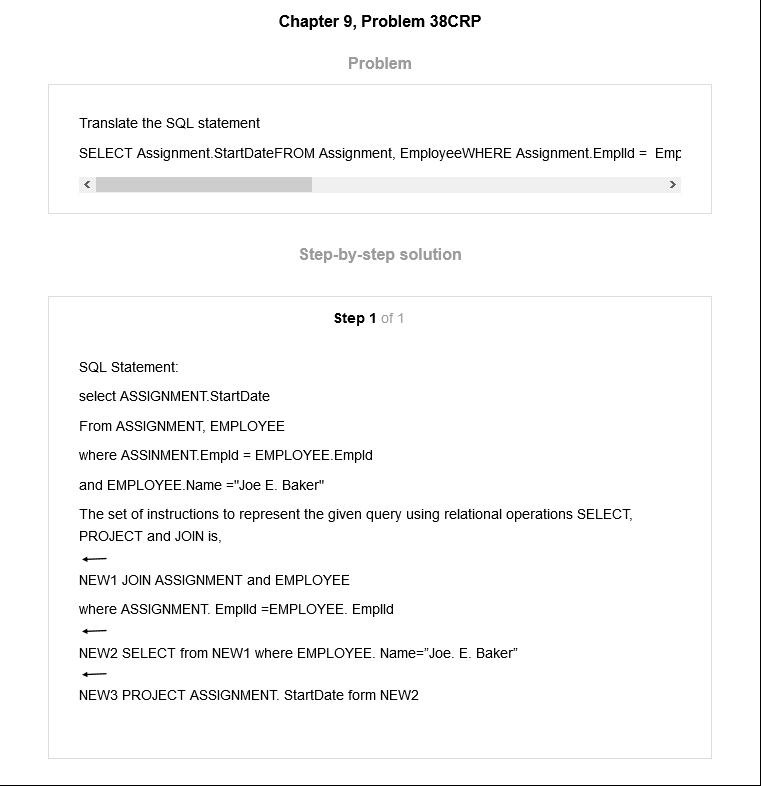 Chapter 9, Problem 38CRP
Problem
Translate the SQL statement
SELECT Assignment.StartDateFROM Assignment, EmployeeWHERE Assignment.EmplId =  Emp
Step-by-step solution
Step 1 of 1
SQL Statement:
select ASSIGNMENT.StartDate
From ASSIGNMENT, EMPLOYEE
where ASSINMENT.EmpId = EMPLOYEE.EmpId
and EMPLOYEE.Name ="Joe E. Baker"
The set of instructions to represent the given query using relational operations SELECT,
PROJECT and JOIN is,
←
NEW1 JOIN ASSIGNMENT and EMPLOYEE
where ASSIGNMENT. EmplId =EMPLOYEE. EmplId
←
NEW2 SELECT from NEW1 where EMPLOYEE. Name=”Joe. E. Baker”
←
NEW3 PROJECT ASSIGNMENT. StartDate form NEW2